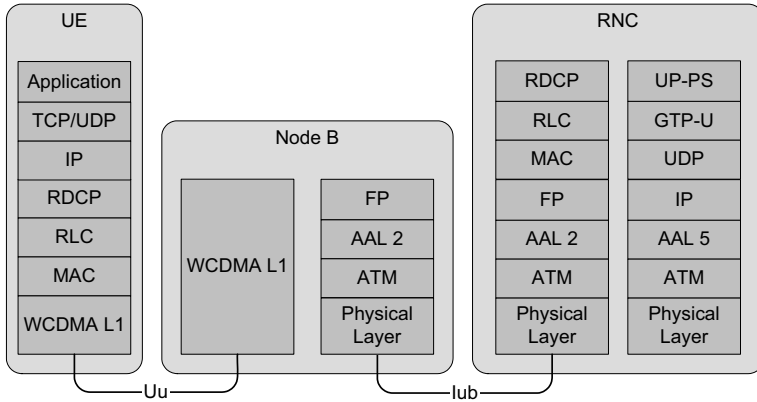 UE
Application
TCP/UDP
IP
RDCP
RLC
MAC
WCDMA L1
Node B
WCDMA L1
FP
AAL 2
ATM
Physical
Layer
RNC
RDCP
RLC
MAC
FP
AAL 2
ATM
Physical
Layer
UP-PS
GTP-U
UDP
IP
AAL 5
ATM
Physical
Layer
Uu
Iub